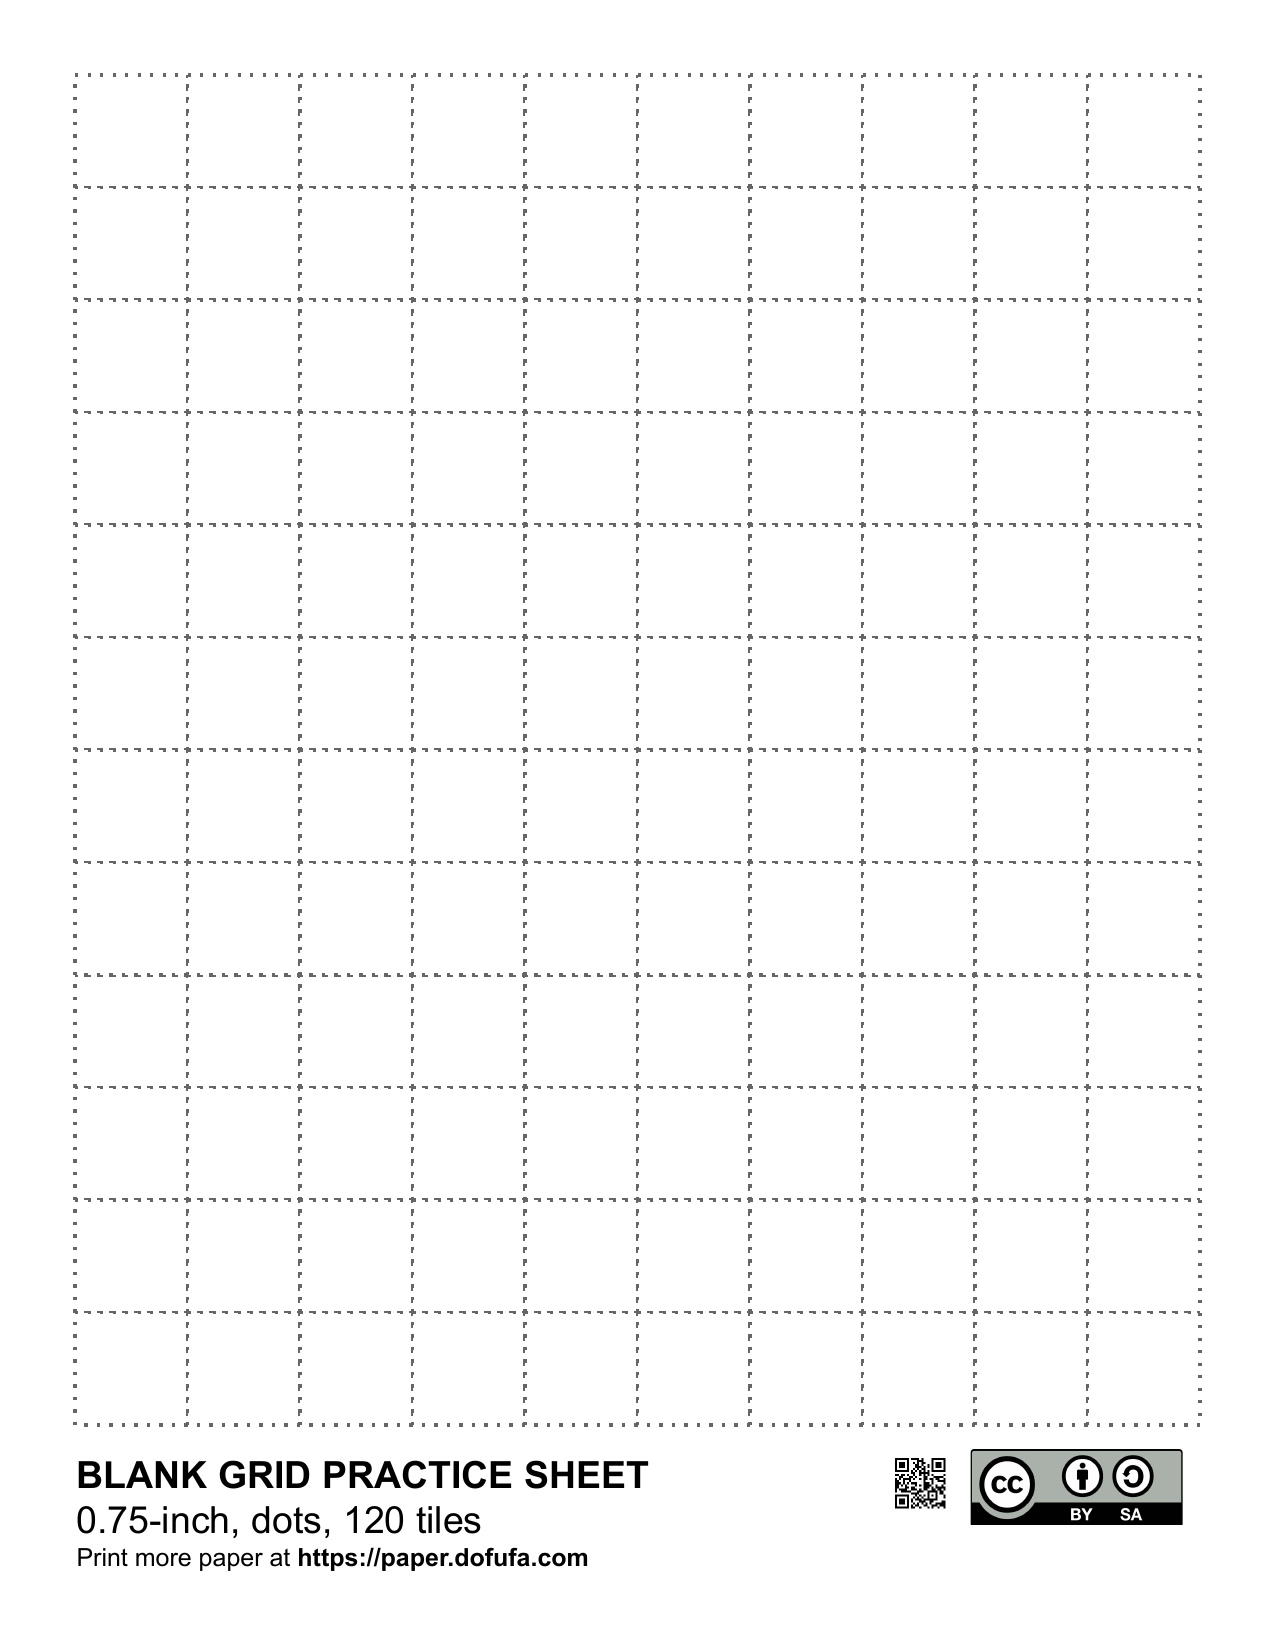 BLANK GRID PRACTICE SHEET
0.75-inch, dots, 120 tiles
Print more paper at https://paper.dofufa.com
cc
BY SA